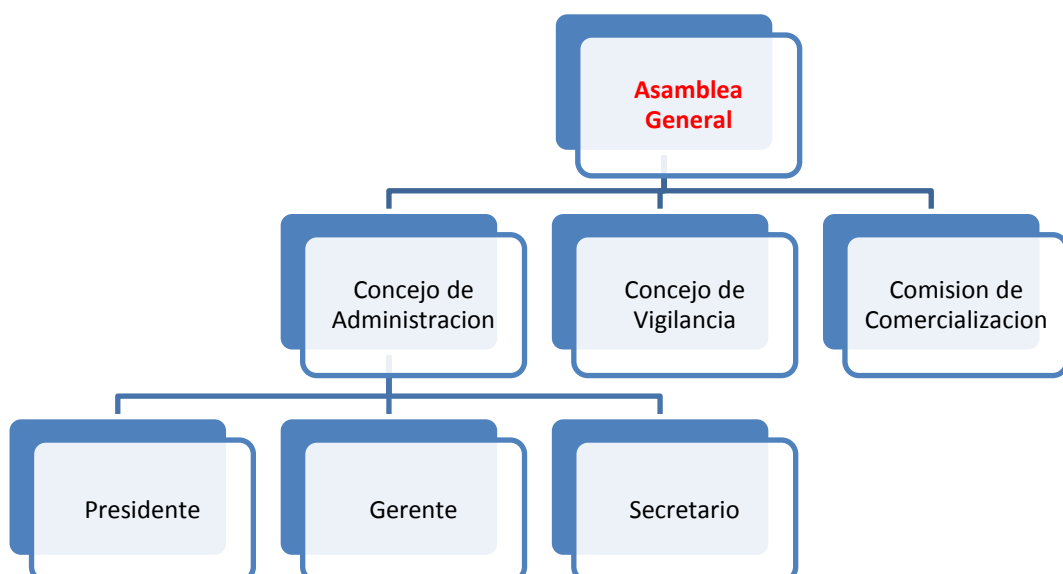 Asamblea
General
Concejo de
Administracion
Concejo de
Vigilancia
Comision de
Comercializacion
Presidente
Gerente
Secretario